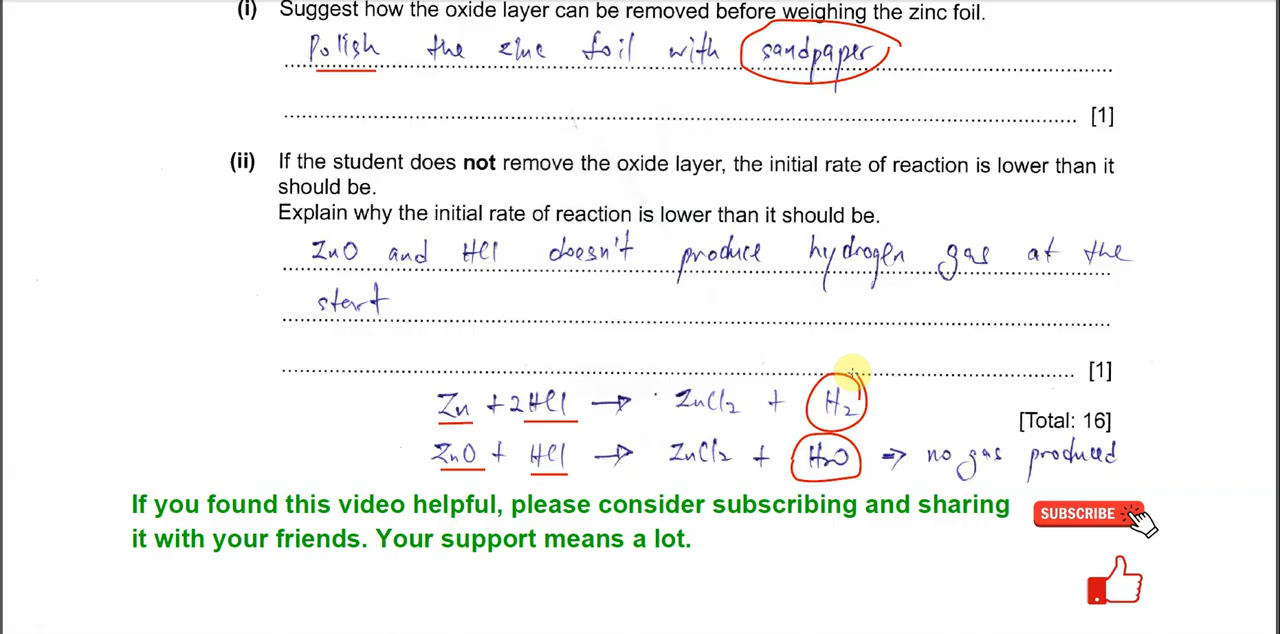 (i) Suggest how the oxide layer can be removed before weighing the zinc foil.
Polish the zinc foil with sandpaper
[1]
(ii) If the student does not remove the oxide layer, the initial rate of reaction is lower than it
should be.
Explain why the initial rate of reaction is lower than it should be.
ZnO and HCl doesn't produce hydrogen gas at the
start
[1]
Zn + 2HCl → ZnCl2 + H2
[Total: 16]
ZnO + HCl → ZnCl2 + H2O ⇒ no gas produced
If you found this video helpful, please consider subscribing and sharing
it with your friends. Your support means a lot.
SUBSCRIBE